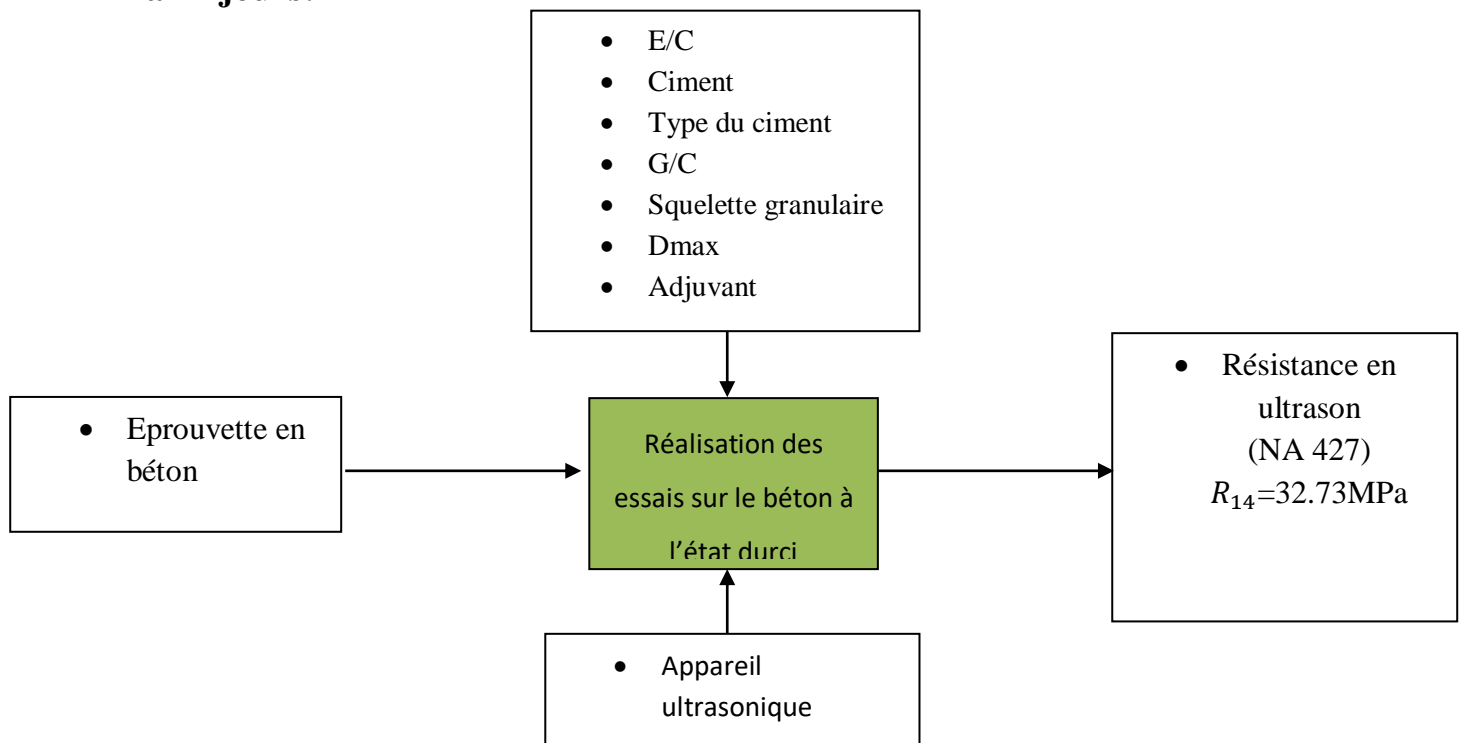 jours.
• E/C
• Ciment
• Type du ciment
• G/C
• Squelette granulaire
• Dmax
• Adjuvant
• Eprouvette en
béton
Réalisation des
essais sur le béton à
l’état durci
• Résistance en
ultrason
(NA 427)
R₁₄=32.73MPa
• Appareil
ultrasonique